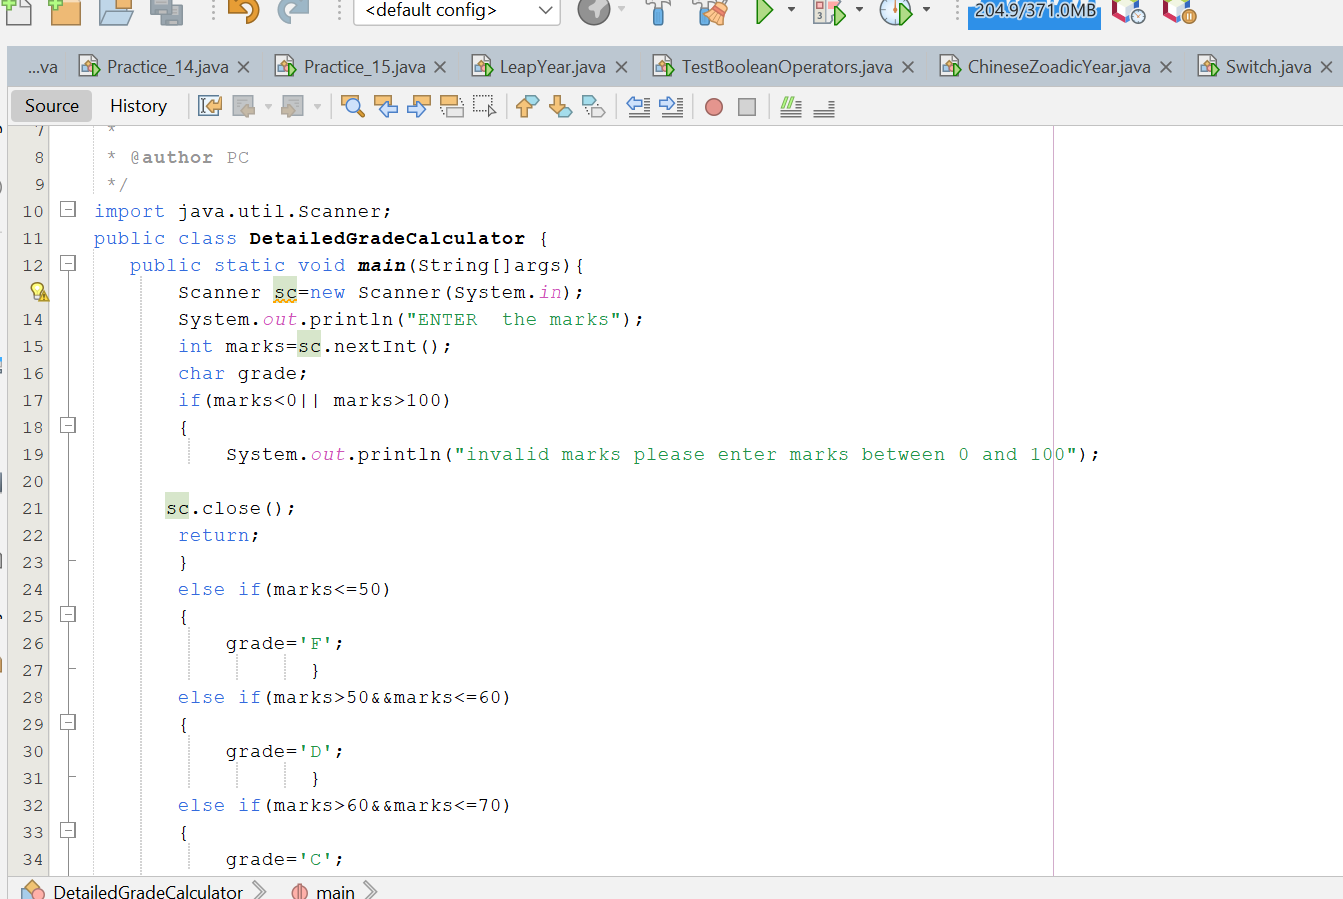 <default config>
204.9/371.0MB
...va Practice_14.java Practice_15.java LeapYear.java TestBooleanOperators.java ChineseZoadicYear.java Switch.java
Source History
7 *
8 * @author PC
9 */
10 import java.util.Scanner;
11 public class DetailedGradeCalculator {
12 public static void main(String[]args){
Scanner sc=new Scanner(System.in);
14 System.out.println("ENTER  the marks");
15 int marks=sc.nextInt();
16 char grade;
17 if(marks<0|| marks>100)
18 {
19 System.out.println("invalid marks please enter marks between 0 and 100");
20
21 sc.close();
22 return;
23 }
24 else if(marks<=50)
25 {
26 grade='F';
27 }
28 else if(marks>50&&marks<=60)
29 {
30 grade='D';
31 }
32 else if(marks>60&&marks<=70)
33 {
34 grade='C';
DetailedGradeCalculator main